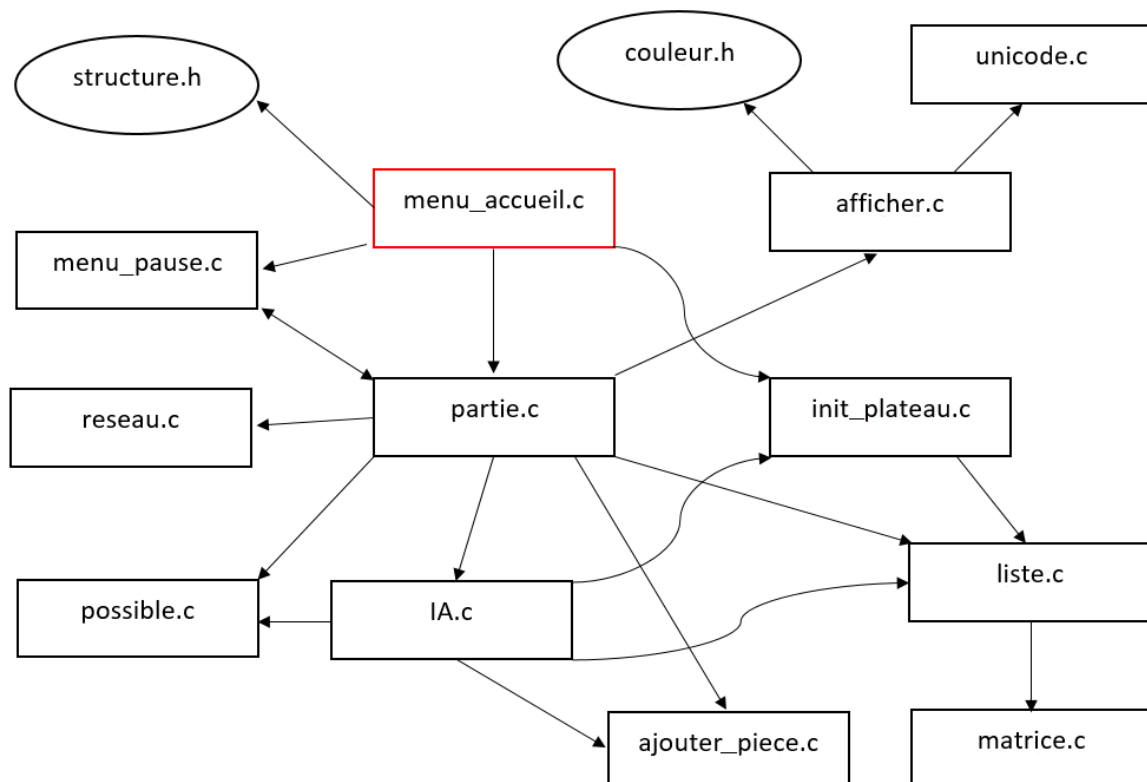 structure.h
couleur.h
unicode.c
menu_accueil.c
afficher.c
menu_pause.c
reseau.c
partie.c
init_plateau.c
possible.c
IA.c
liste.c
ajouter_piece.c
matrice.c